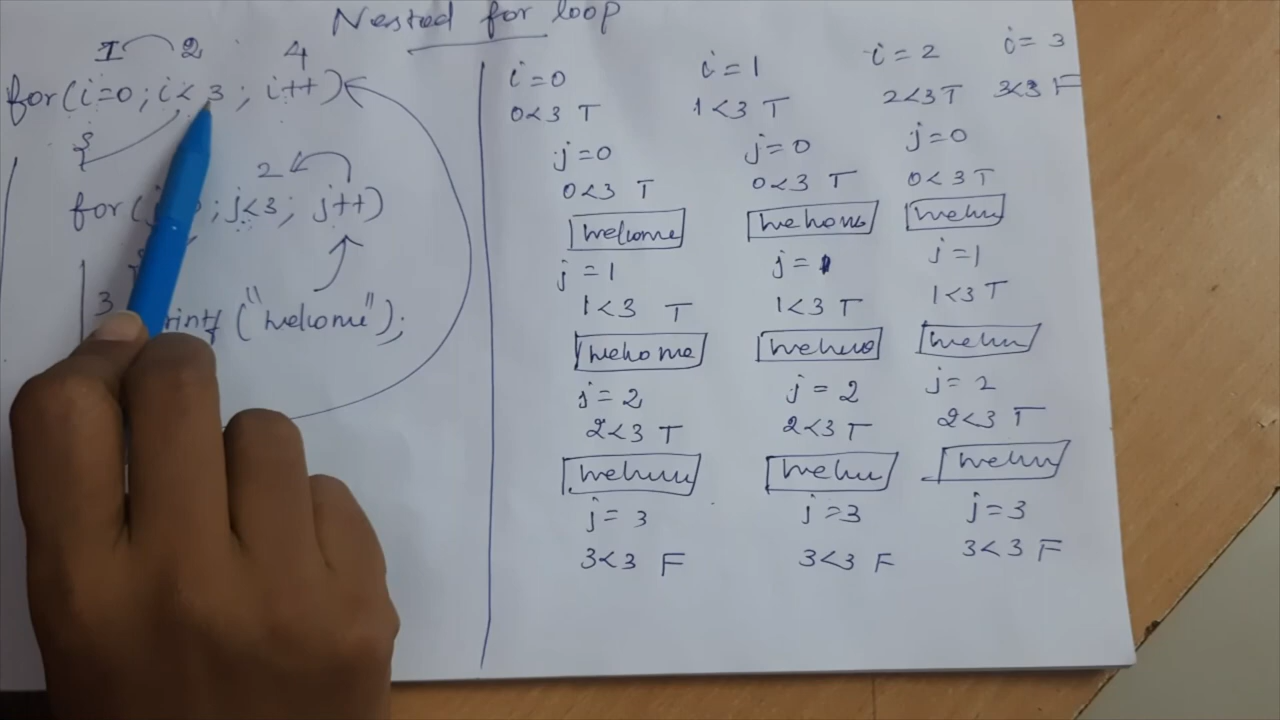 Nested for loop
1 2 4
for(i=0; i<3; i++)
{
2
for(j ; j<3; j++)
3
printf ("welcome");
i=0
0<3 T
j=0
0<3 T
welcome
j=1
1<3 T
welcome
j=2
2<3 T
j=3
3<3 F
i=1
1<3 T
j=0
0<3 T
j=1
1<3 T
j=2
2<3 T
j=3
3<3 F
i=2
2<3 T
j=0
0<3 T
j=1
1<3 T
j=2
2<3 T
j=3
3<3 F
i=3
3<3 F